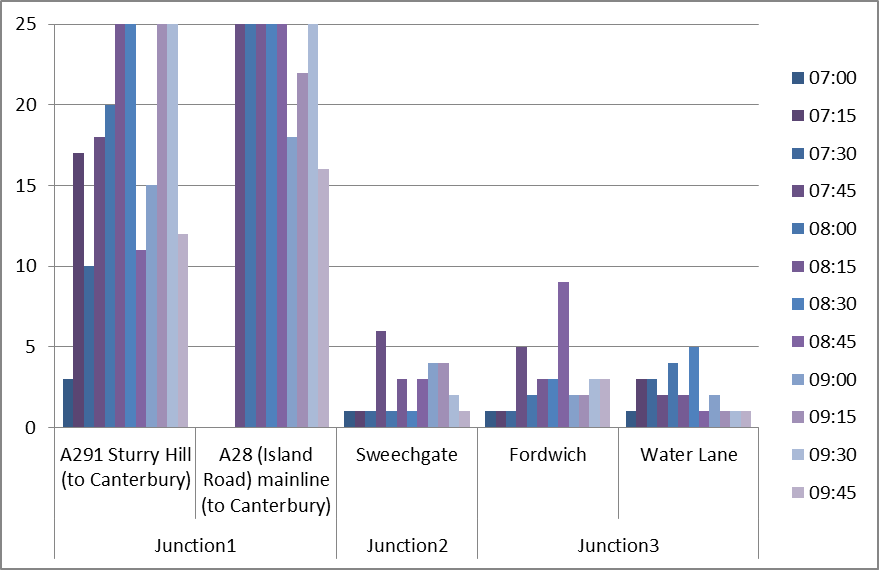 25
20
15
10
5
0
A291 Sturry Hill
(to Canterbury)
A28 (Island
Road) mainline
(to Canterbury)
Sweechgate
Fordwich
Water Lane
Junction1
Junction2
Junction3
07:00
07:15
07:30
07:45
08:00
08:15
08:30
08:45
09:00
09:15
09:30
09:45